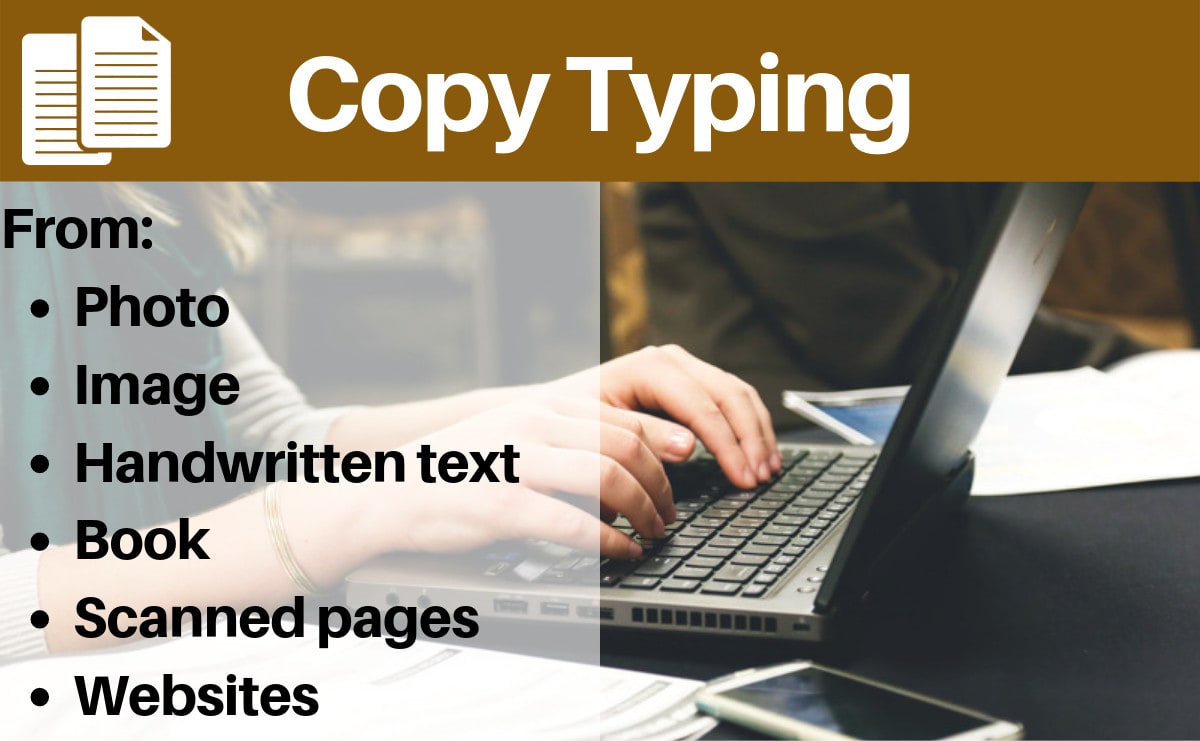 Copy Typing
From:
• Photo
• Image
• Handwritten text
• Book
• Scanned pages
• Websites